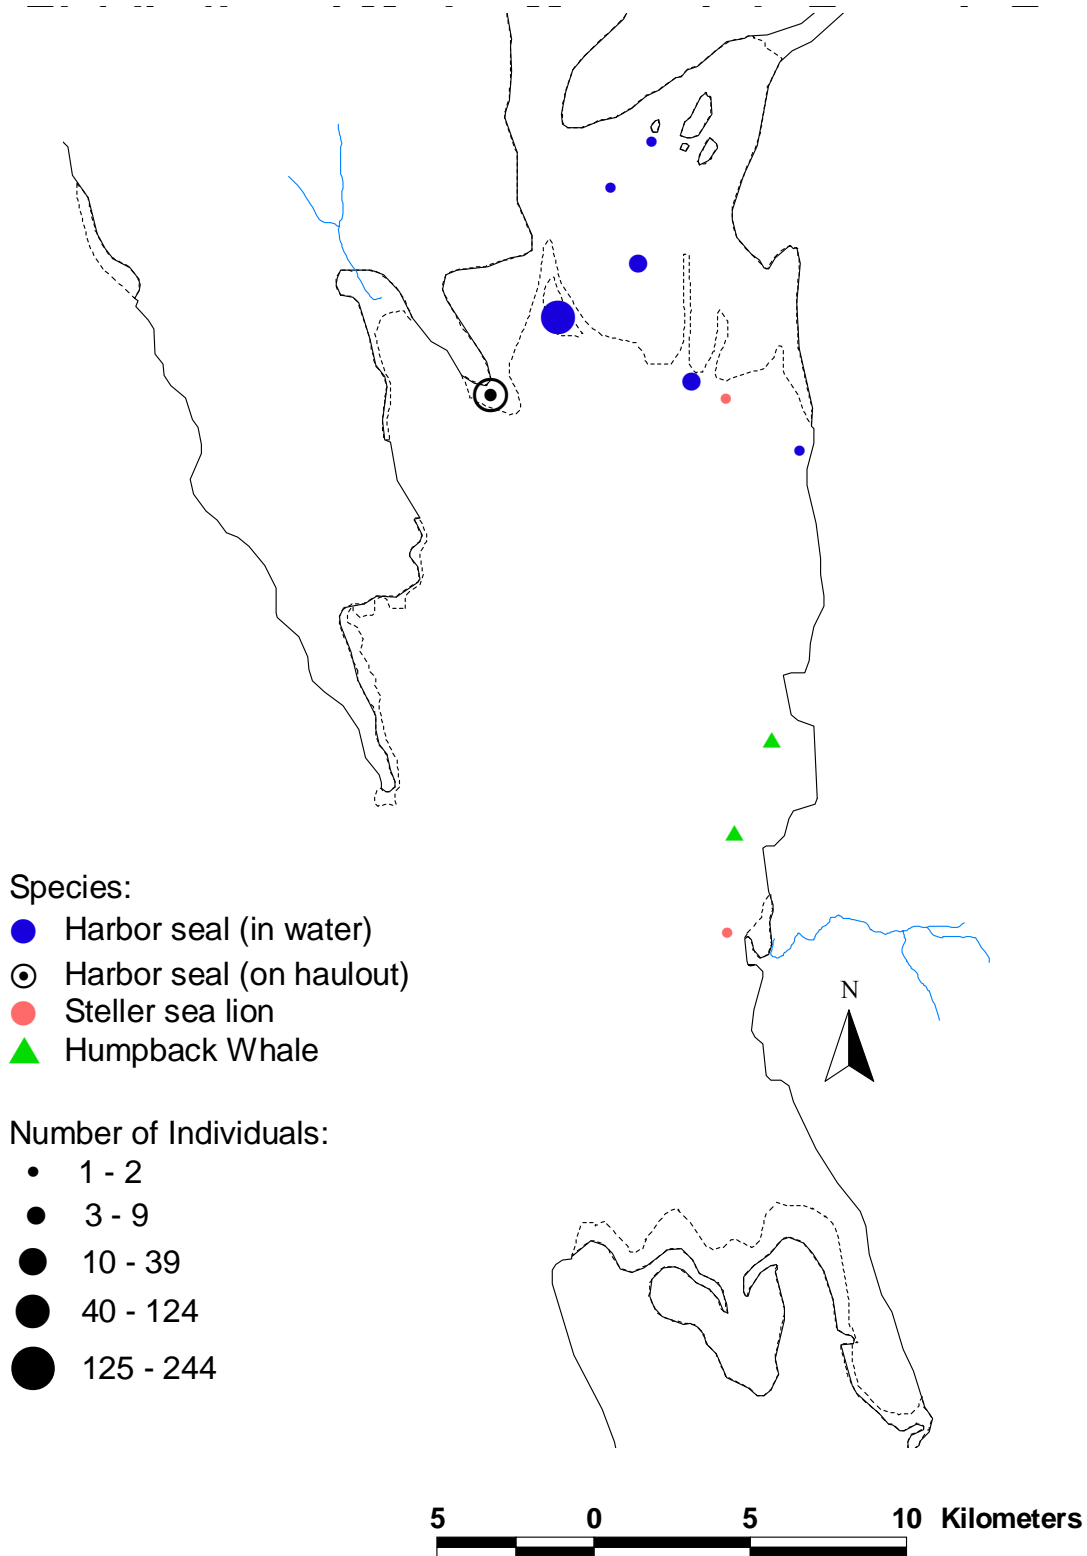 Species:
Harbor seal (in water)
Harbor seal (on haulout)
Steller sea lion
Humpback Whale
N
Number of Individuals:
1 - 2
3 - 9
10 - 39
40 - 124
125 - 244
5 0 5 10 Kilometers